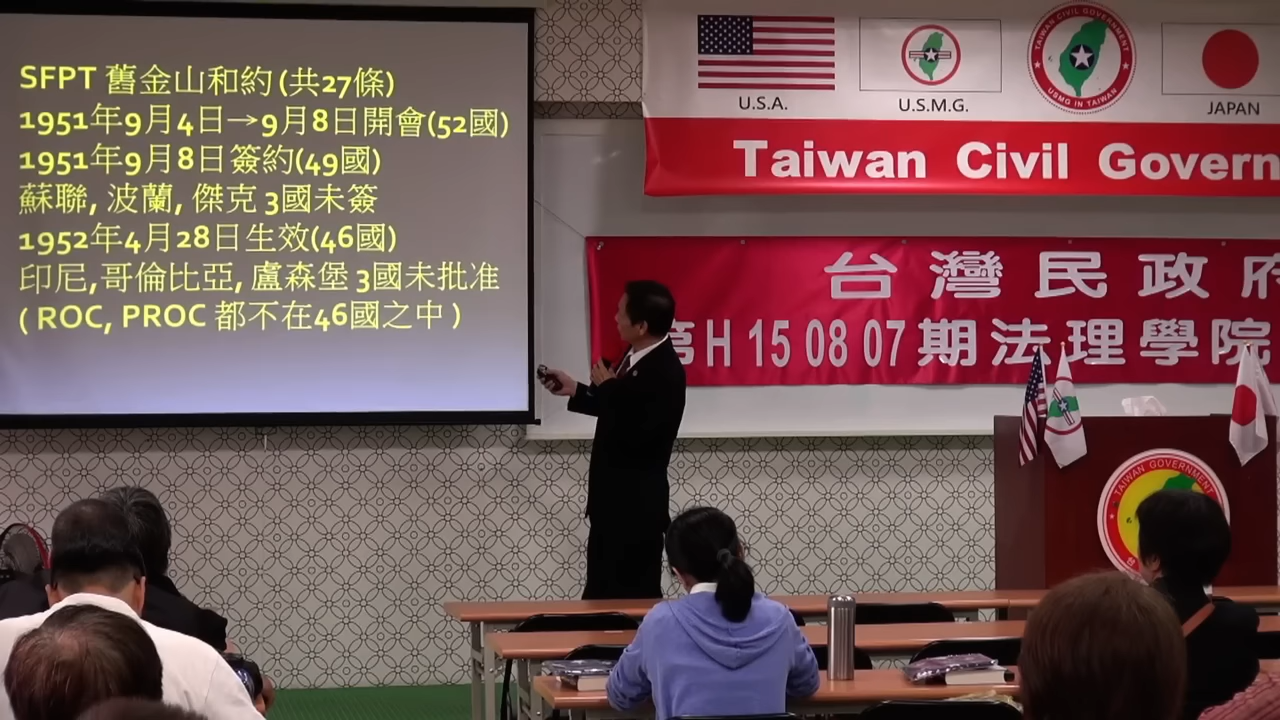 SFPT 舊金山和約 (共27條)
1951年9月4日→9月8日開會(52國)
1951年9月8日簽約(49國)
蘇聯, 波蘭, 傑克 3國未簽
1952年4月28日生效(46國)
印尼,哥倫比亞, 盧森堡 3國未批准
( ROC, PROC 都不在46國之中 )
U.S.A.
U.S.M.G.
TAIWAN CIVIL GOVERNMENT
USMG IN TAIWAN
JAPAN
Taiwan Civil Govern
台灣民政府
第H 15 08 07 期法理學院
TAIWAN GOVERNMENT